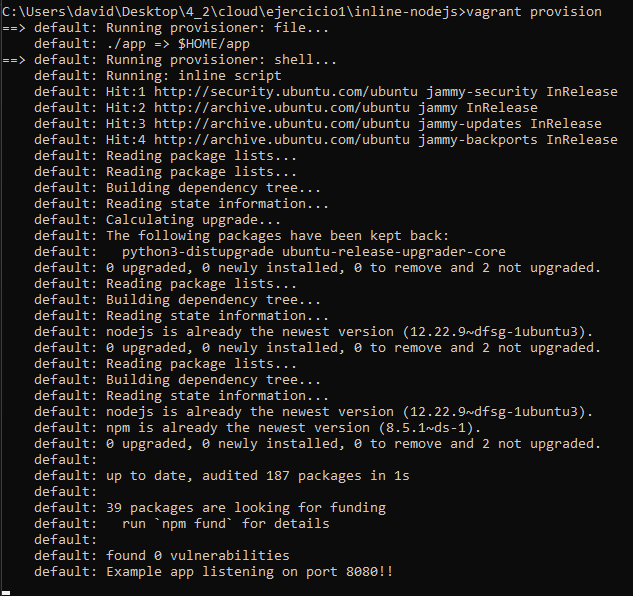 C:\Users\david\Desktop\4_2\cloud\ejercicio1\inline-nodejs>vagrant provision
==> default: Running provisioner: file...
    default: ./app => $HOME/app
==> default: Running provisioner: shell...
    default: Running: inline script
    default: Hit:1 http://security.ubuntu.com/ubuntu jammy-security InRelease
    default: Hit:2 http://archive.ubuntu.com/ubuntu jammy InRelease
    default: Hit:3 http://archive.ubuntu.com/ubuntu jammy-updates InRelease
    default: Hit:4 http://archive.ubuntu.com/ubuntu jammy-backports InRelease
    default: Reading package lists...
    default: Reading package lists...
    default: Building dependency tree...
    default: Reading state information...
    default: Calculating upgrade...
    default: The following packages have been kept back:
    default:   python3-distupgrade ubuntu-release-upgrader-core
    default: 0 upgraded, 0 newly installed, 0 to remove and 2 not upgraded.
    default: Reading package lists...
    default: Building dependency tree...
    default: Reading state information...
    default: nodejs is already the newest version (12.22.9~dfsg-1ubuntu3).
    default: 0 upgraded, 0 newly installed, 0 to remove and 2 not upgraded.
    default: Reading package lists...
    default: Building dependency tree...
    default: Reading state information...
    default: nodejs is already the newest version (12.22.9~dfsg-1ubuntu3).
    default: npm is already the newest version (8.5.1~ds-1).
    default: 0 upgraded, 0 newly installed, 0 to remove and 2 not upgraded.
    default:
    default: up to date, audited 187 packages in 1s
    default:
    default: 39 packages are looking for funding
    default:   run `npm fund` for details
    default:
    default: found 0 vulnerabilities
    default: Example app listening on port 8080!!